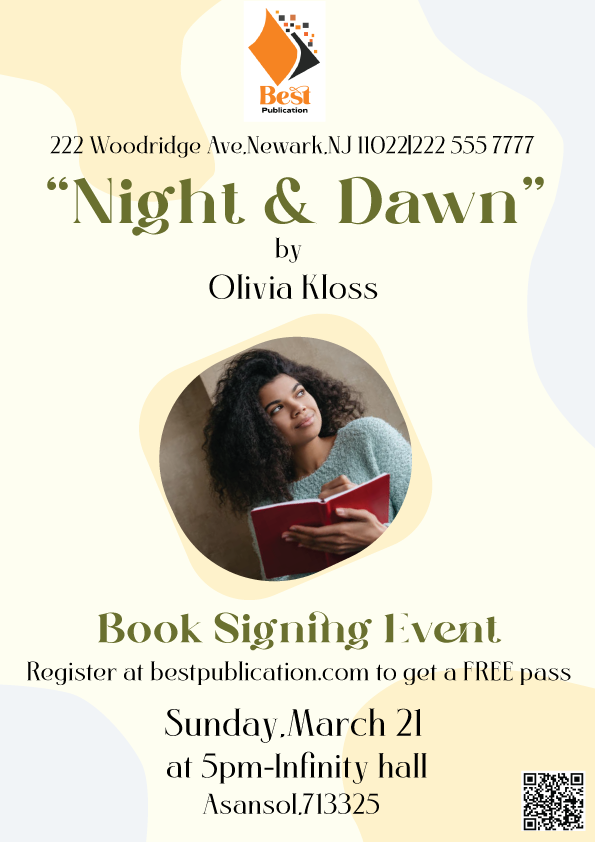 Best
Publication
222 Woodridge Ave,Newark,NJ 11022|222 555 7777
“Night & Dawn”
by
Olivia Kloss
Book Signing Event
Register at bestpublication.com to get a FREE pass
Sunday,March 21
at 5pm-Infinity hall
Asansol,713325